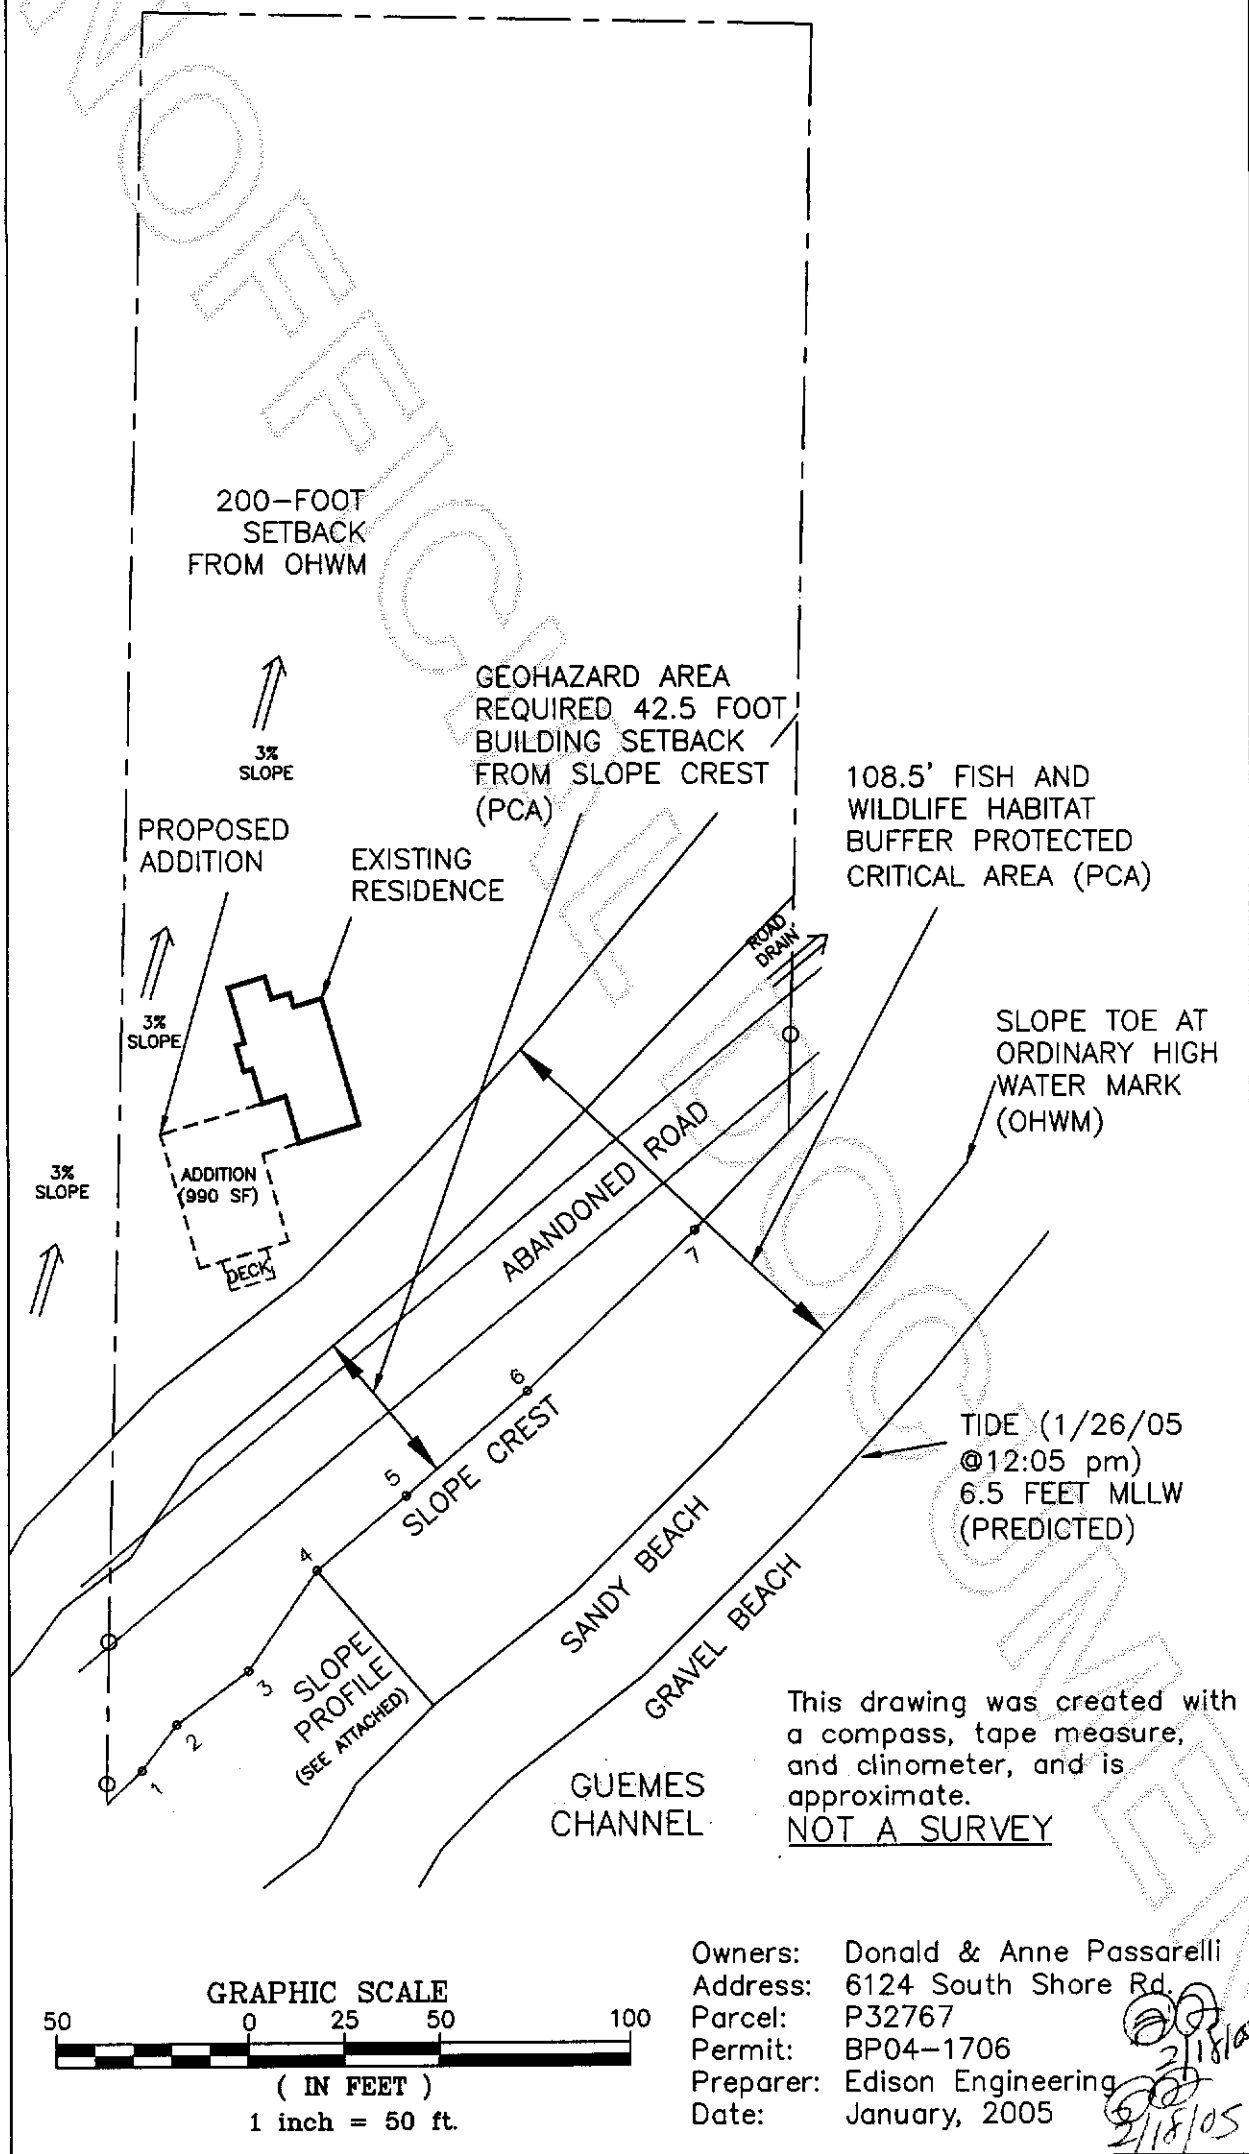 UNOFFICIAL DOCUMENT
200-FOOT
SETBACK
FROM OHWM
3%
SLOPE
GEOHAZARD AREA
REQUIRED 42.5 FOOT
BUILDING SETBACK
FROM SLOPE CREST
(PCA)
108.5' FISH AND
WILDLIFE HABITAT
BUFFER PROTECTED
CRITICAL AREA (PCA)
PROPOSED
ADDITION
EXISTING
RESIDENCE
ROAD
DRAIN
3%
SLOPE
SLOPE TOE AT
ORDINARY HIGH
WATER MARK
(OHWM)
3%
SLOPE
ADDITION
(990 SF)
DECK
ABANDONED ROAD
7
6
5
SLOPE CREST
4
3
2
1
SLOPE
PROFILE
(SEE ATTACHED)
SANDY BEACH
GRAVEL BEACH
TIDE (1/26/05
@12:05 pm)
6.5 FEET MLLW
(PREDICTED)
GUEMES
CHANNEL
This drawing was created with
a compass, tape measure,
and clinometer, and is
approximate.
NOT A SURVEY
GRAPHIC SCALE
50 0 25 50 100
( IN FEET )
1 inch = 50 ft.
Owners: Donald & Anne Passarelli
Address: 6124 South Shore Rd.
Parcel: P32767
Permit: BP04-1706
Preparer: Edison Engineering
Date: January, 2005
2/18/05